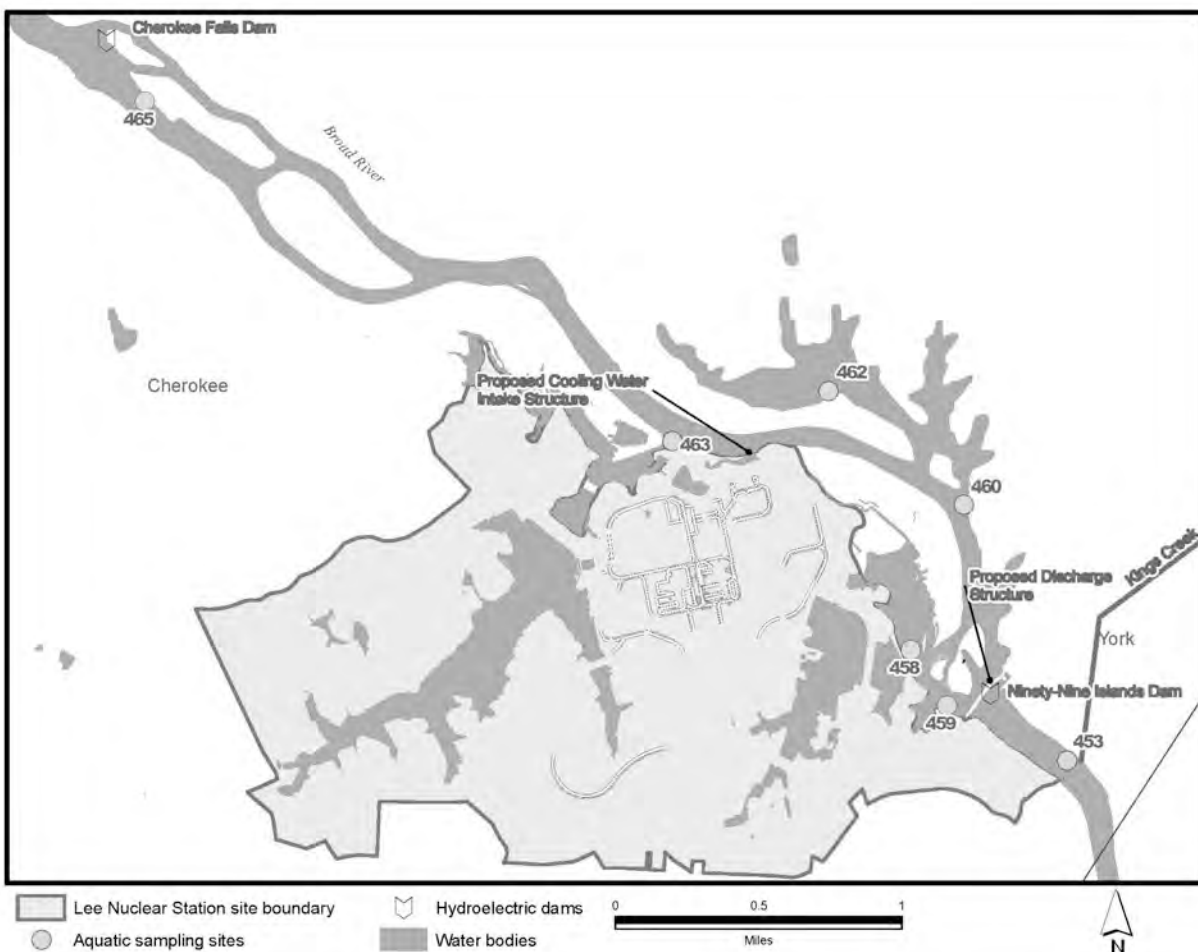 Cherokee Falls Dam
465
Broad River
Cherokee
Proposed Cooling Water
Intake Structure
462
463
460
Proposed Discharge
Structure
Kings Creek
York
458
Ninety-Nine Islands Dam
459
453
Lee Nuclear Station site boundary
Hydroelectric dams
0 0.5 1
Aquatic sampling sites
Water bodies
Miles
N